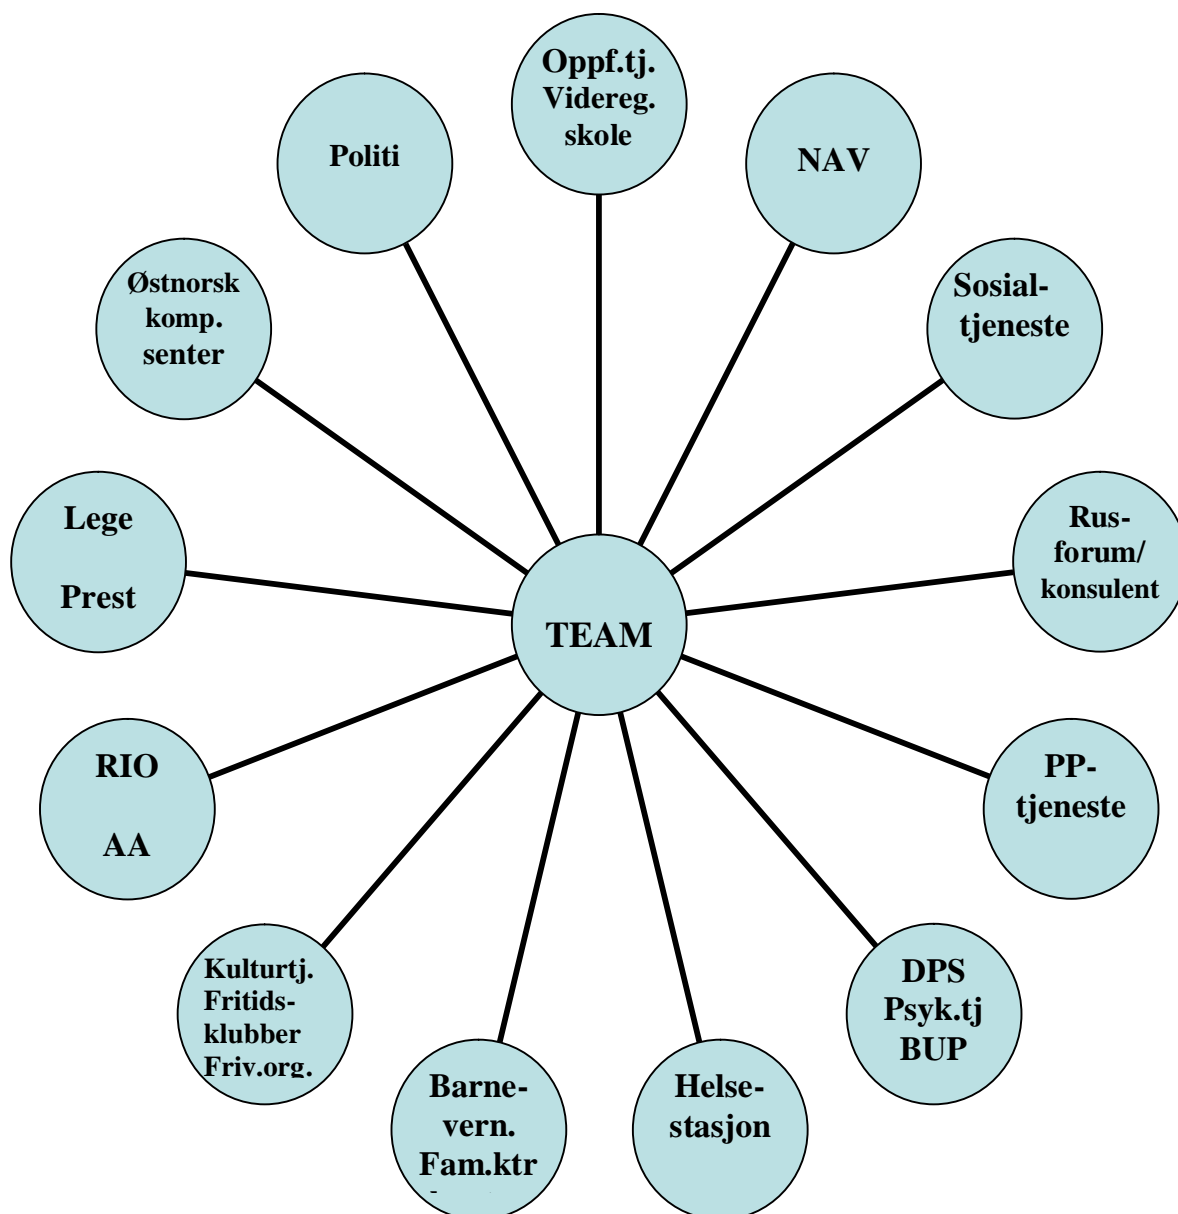 Oppf.tj.
Videreg.
skole
NAV
Sosial-
tjeneste
Rus-
forum/
konsulent
PP-
tjeneste
DPS
Psyk.tj
BUP
Helse-
stasjon
Barne-
vern.
Fam.ktr
Kulturtj.
Fritids-
klubber
Friv.org.
RIO
AA
Lege
Prest
Østnorsk
komp.
senter
Politi
TEAM